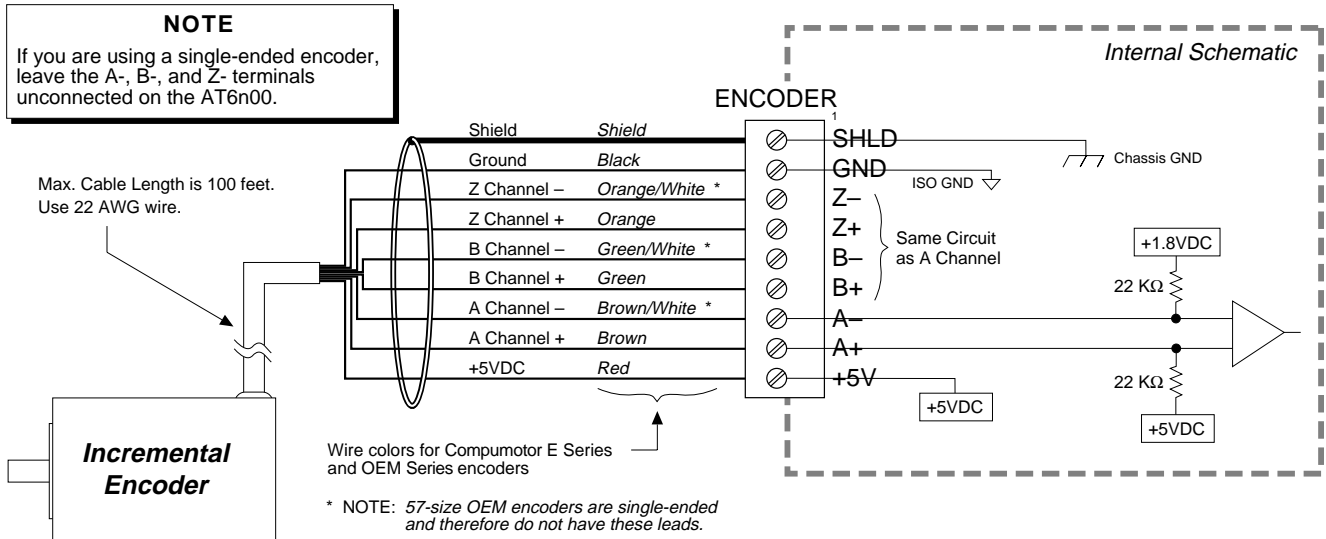 NOTE
If you are using a single-ended encoder,
leave the A-, B-, and Z- terminals
unconnected on the AT6n00.
Internal Schematic
ENCODER
1
Shield Shield SHLD
Chassis GND
Ground Black GND
ISO GND
Z Channel – Orange/White * Z–
Z Channel + Orange Z+
B Channel – Green/White * B–
B Channel + Green B+
A Channel – Brown/White * A–
A Channel + Brown A+
+5VDC Red +5V
Same Circuit
as A Channel
+1.8VDC
22 KΩ
22 KΩ
+5VDC
+5VDC
Max. Cable Length is 100 feet.
Use 22 AWG wire.
Incremental
Encoder
Wire colors for Compumotor E Series
and OEM Series encoders
* NOTE: 57-size OEM encoders are single-ended
and therefore do not have these leads.